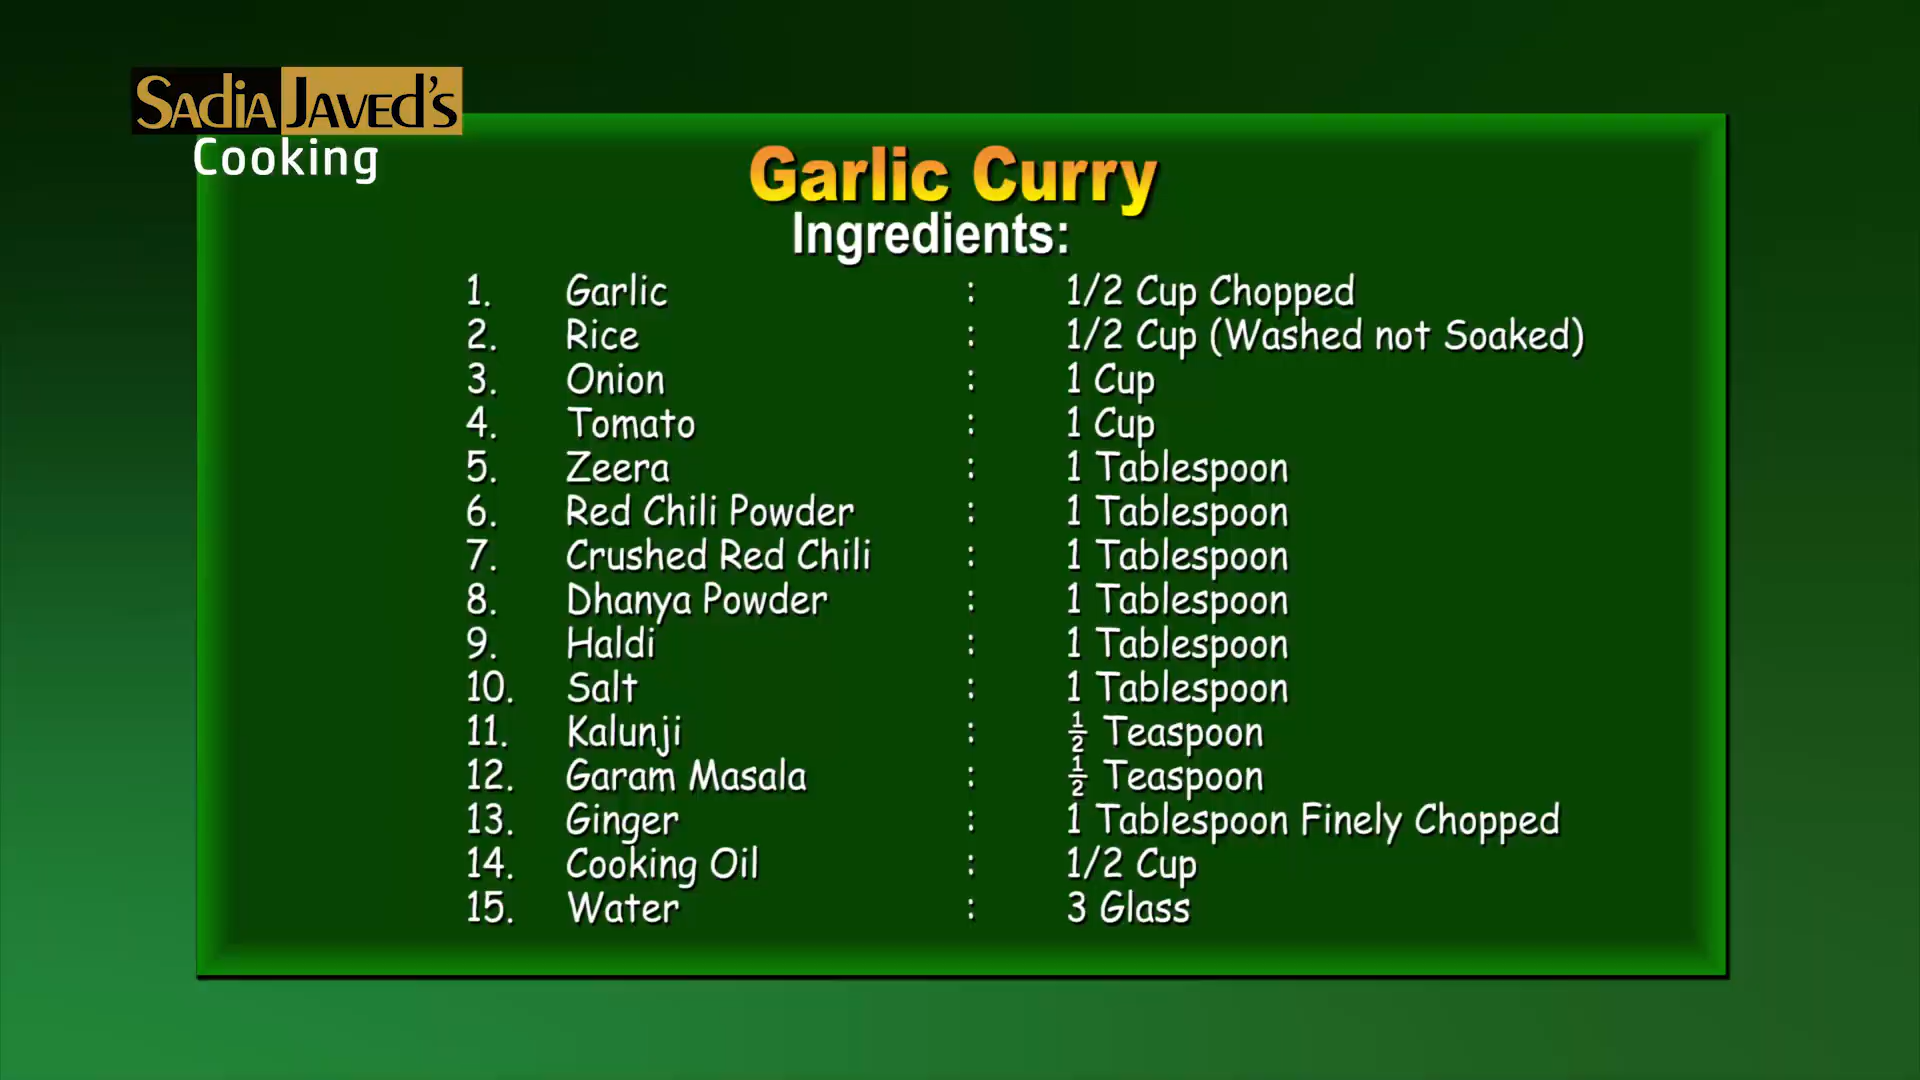 Sadia Javed's
Cooking
Garlic Curry
Ingredients:
1. Garlic : 1/2 Cup Chopped
2. Rice : 1/2 Cup (Washed not Soaked)
3. Onion : 1 Cup
4. Tomato : 1 Cup
5. Zeera : 1 Tablespoon
6. Red Chili Powder : 1 Tablespoon
7. Crushed Red Chili : 1 Tablespoon
8. Dhanya Powder : 1 Tablespoon
9. Haldi : 1 Tablespoon
10. Salt : 1 Tablespoon
11. Kalunji : ½ Teaspoon
12. Garam Masala : ½ Teaspoon
13. Ginger : 1 Tablespoon Finely Chopped
14. Cooking Oil : 1/2 Cup
15. Water : 3 Glass